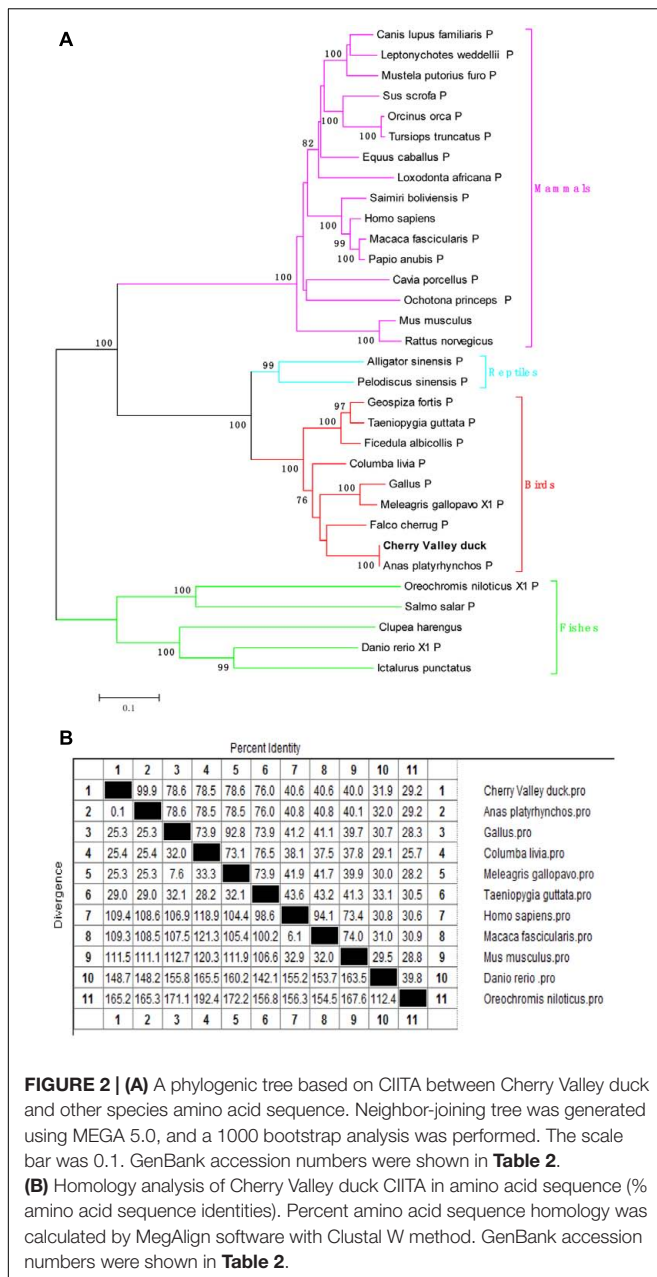 A
Canis lupus familiaris P
100
Leptonychotes weddellii P
Mustela putorius furo P
Sus scrofa P
100
Orcinus orca P
100
Tursiops truncatus P
82
Equus caballus P
Loxodonta africana P
Mammals
Saimiri boliviensis P
100
Homo sapiens
99
Macaca fascicularis P
100
Papio anubis P
100
Cavia porcellus P
Ochotona princeps P
Mus musculus
100
Rattus norvegicus
100
99
Alligator sinensis P
Reptiles
Pelodiscus sinensis P
100
97
Geospiza fortis P
100
Taeniopygia guttata P
Ficedula albicollis P
100
Columba livia P
Birds
76
100
Gallus P
Meleagris gallopavo X1 P
Falco cherrug P
Cherry Valley duck
100
Anas platyrhynchos P
100
Oreochromis niloticus X1 P
Salmo salar P
Fishes
Clupea harengus
100
Danio rerio X1 P
99
Ictalurus punctatus
0.1
B
Percent Identity
1 2 3 4 5 6 7 8 9 10 11
1 99.9 78.6 78.5 78.6 76.0 40.6 40.6 40.0 31.9 29.2 1 Cherry Valley duck.pro
2 0.1 78.6 78.5 78.5 76.0 40.8 40.8 40.1 32.0 29.2 2 Anas platyrhynchos.pro
3 25.3 25.3 73.9 92.8 73.9 41.2 41.1 39.7 30.7 28.3 3 Gallus.pro
4 25.4 25.4 32.0 73.1 76.5 38.1 37.5 37.8 29.1 25.7 4 Columba livia.pro
5 25.3 25.3 7.6 33.3 73.9 41.9 41.7 39.9 30.0 28.2 5 Meleagris gallopavo.pro
6 29.0 29.0 32.1 28.2 32.1 43.6 43.2 41.3 33.1 30.5 6 Taeniopygia guttata.pro
7 109.4 108.6 106.9 118.9 104.4 98.6 94.1 73.4 30.8 30.6 7 Homo sapiens.pro
8 109.3 108.5 107.5 121.3 105.4 100.2 6.1 74.0 31.0 30.9 8 Macaca fascicularis.pro
9 111.5 111.1 112.7 120.3 111.9 106.6 32.9 32.0 29.5 28.8 9 Mus musculus.pro
10 148.7 148.2 155.8 165.5 160.2 142.1 155.2 153.7 163.5 39.8 10 Danio rerio .pro
11 165.2 165.3 171.1 192.4 172.2 156.8 156.3 154.5 167.6 112.4 11 Oreochromis niloticus.pro
1 2 3 4 5 6 7 8 9 10 11
Divergence
FIGURE 2 | (A) A phylogenic tree based on CIITA between Cherry Valley duck
and other species amino acid sequence. Neighbor-joining tree was generated
using MEGA 5.0, and a 1000 bootstrap analysis was performed. The scale
bar was 0.1. GenBank accession numbers were shown in Table 2.
(B) Homology analysis of Cherry Valley duck CIITA in amino acid sequence (%
amino acid sequence identities). Percent amino acid sequence homology was
calculated by MegAlign software with Clustal W method. GenBank accession
numbers were shown in Table 2.